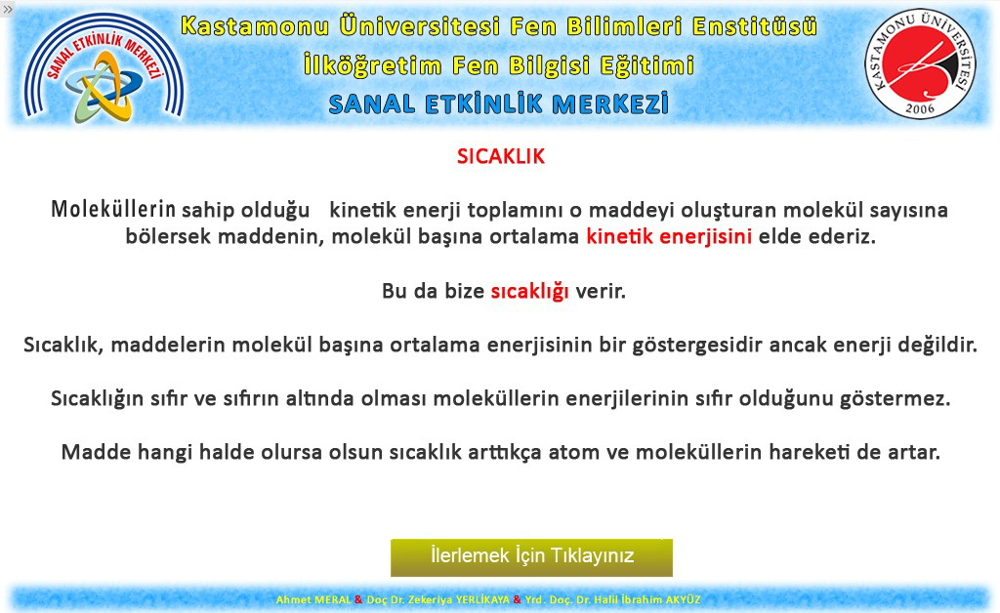 Kastamonu Üniversitesi Fen Bilimleri Enstitüsü
İlköğretim Fen Bilgisi Eğitimi
SANAL ETKİNLİK MERKEZİ
SANAL ETKİNLİK MERKEZİ
KASTAMONU ÜNİVERSİTESİ
2006
SICAKLIK
Moleküllerin sahip olduğu kinetik enerji toplamını o maddeyi oluşturan molekül sayısına
bölersek maddenin, molekül başına ortalama kinetik enerjisini elde ederiz.
Bu da bize sıcaklığı verir.
Sıcaklık, maddelerin molekül başına ortalama enerjisinin bir göstergesidir ancak enerji değildir.
Sıcaklığın sıfır ve sıfırın altında olması moleküllerin enerjilerinin sıfır olduğunu göstermez.
Madde hangi halde olursa olsun sıcaklık arttıkça atom ve moleküllerin hareketi de artar.
İlerlemek İçin Tıklayınız
Ahmet MERAL & Doç Dr. Zekeriya YERLİKAYA & Yrd. Doç. Dr. Halil İbrahim AKYÜZ